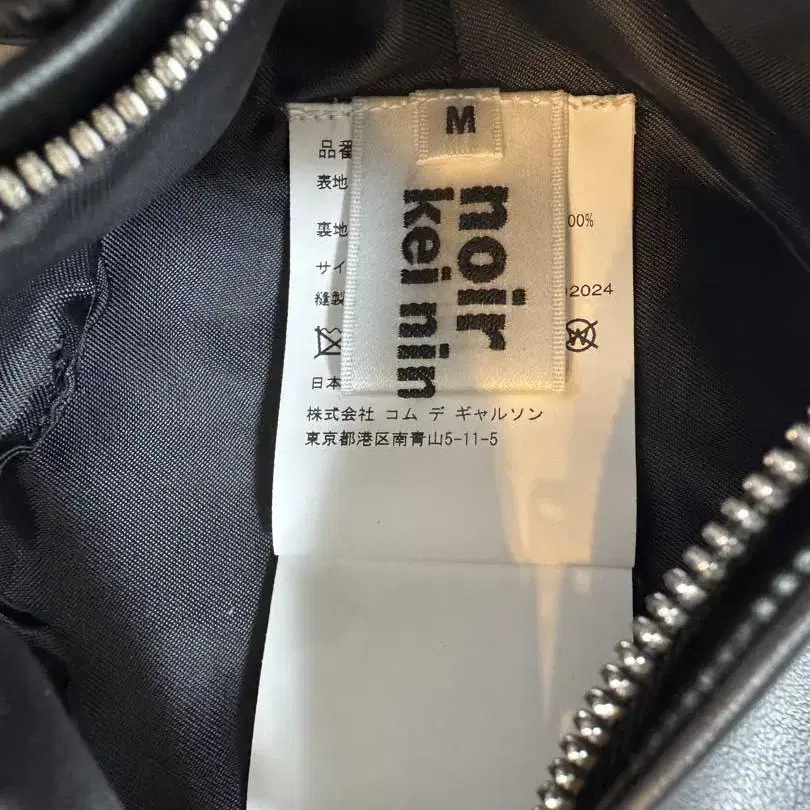 M
noir
kei nin
品番
表地
裏地 00%
サイ
縫製 2024
日本
株式会社 コム デ ギャルソン
東京都港区南青山5-11-5